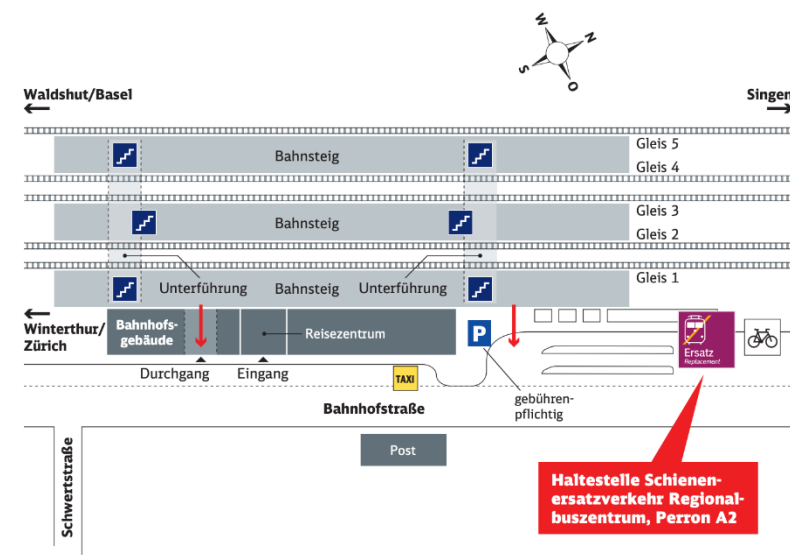 W
N
S
O
Waldshut/Basel
Singen
Gleis 5
Bahnsteig
Gleis 4
Gleis 3
Bahnsteig
Gleis 2
Gleis 1
Unterführung
Bahnsteig
Unterführung
Winterthur/
Zürich
Bahnhofs-
gebäude
Reisezentrum
P
Ersatz
Replacement
Durchgang
Eingang
TAXI
gebühren-
pflichtig
Bahnhofstraße
Post
Schwertstraße
Haltestelle Schienen-
ersatzverkehr Regional-
buszentrum, Perron A2